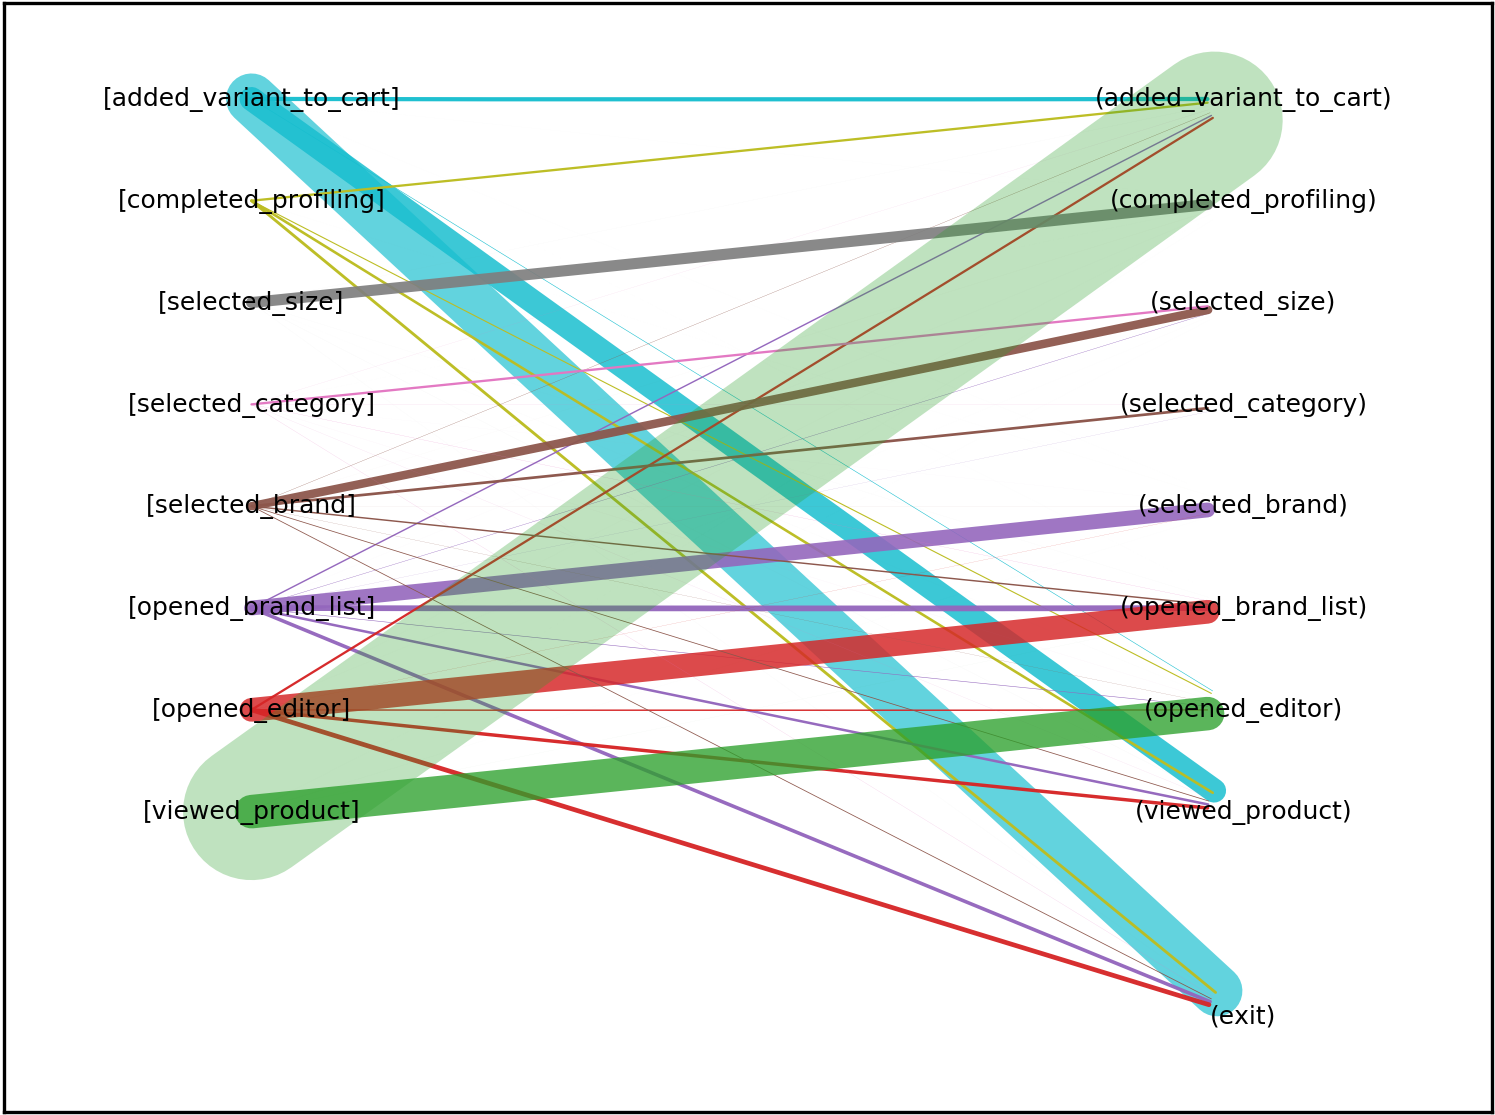 [added_variant_to_cart] (added_variant_to_cart)
[completed_profiling] (completed_profiling)
[selected_size] (selected_size)
[selected_category] (selected_category)
[selected_brand] (selected_brand)
[opened_brand_list] (opened_brand_list)
[opened_editor] (opened_editor)
[viewed_product] (viewed_product)
(exit)